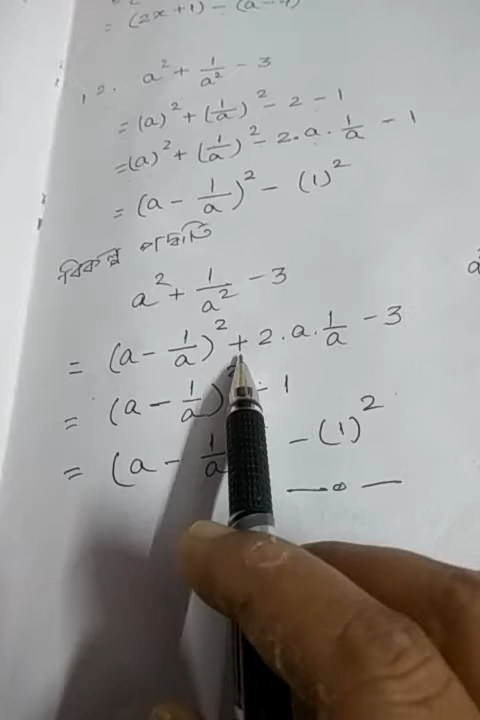 = (2x+1) - (a-
12. a² + 1/a² - 3
= (a)² + (1/a)² - 2 - 1
= (a)² + (1/a)² - 2.a.1/a - 1
= (a - 1/a)² - (1)²
বিকল্প পদ্ধতি
a² + 1/a² - 3
= (a - 1/a)² + 2.a.1/a - 3
= (a - 1/a)² - 1
= (a - 1/a - (1)²